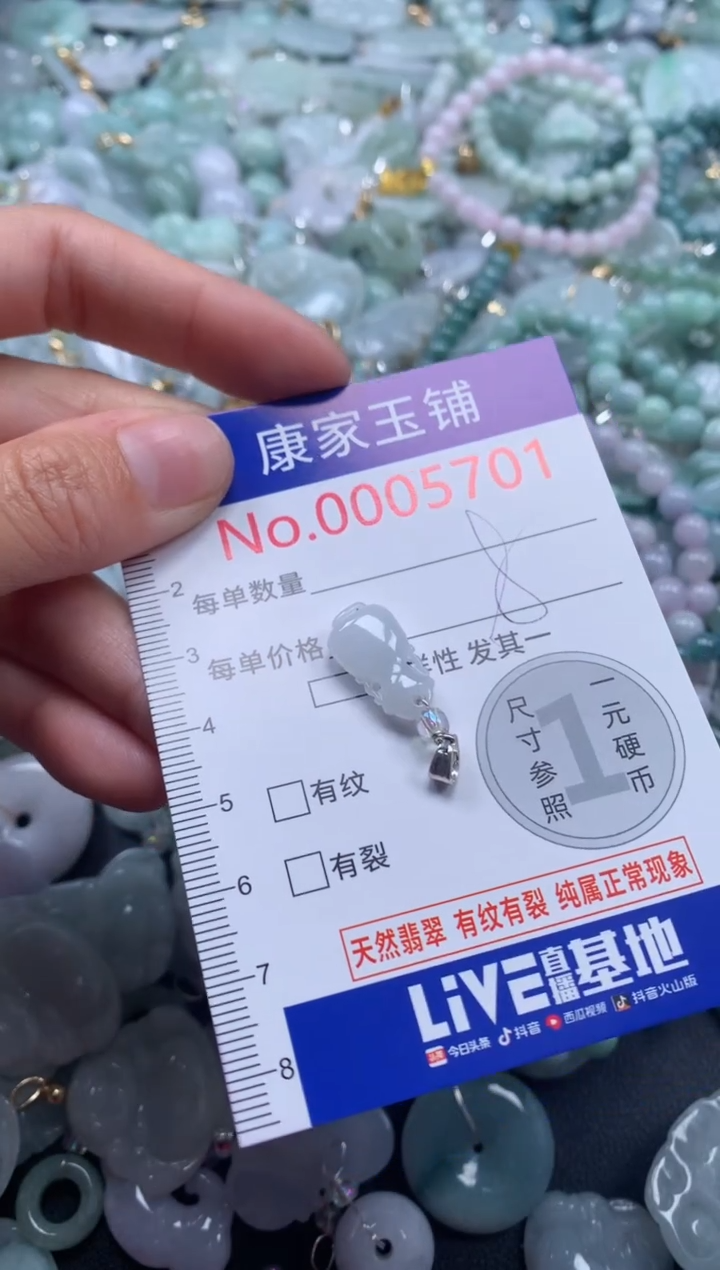 康家玉铺
No.0005701
每单数量
每单价格
样性 发其一
有纹
有裂
一元硬币
1
尺寸参照
天然翡翠 有纹有裂 纯属正常现象
LiVE直播基地
今日头条 抖音 西瓜视频 抖音火山版
2
3
4
5
6
7
8